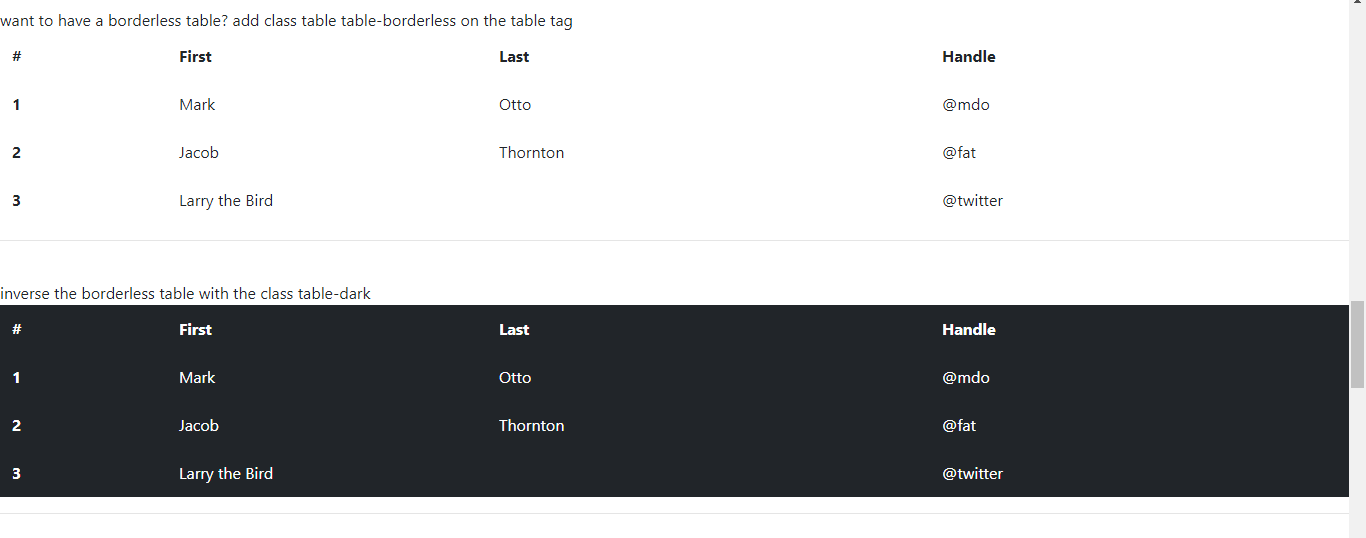 want to have a borderless table? add class table table-borderless on the table tag
# First Last Handle
1 Mark Otto @mdo
2 Jacob Thornton @fat
3 Larry the Bird @twitter
inverse the borderless table with the class table-dark
# First Last Handle
1 Mark Otto @mdo
2 Jacob Thornton @fat
3 Larry the Bird @twitter